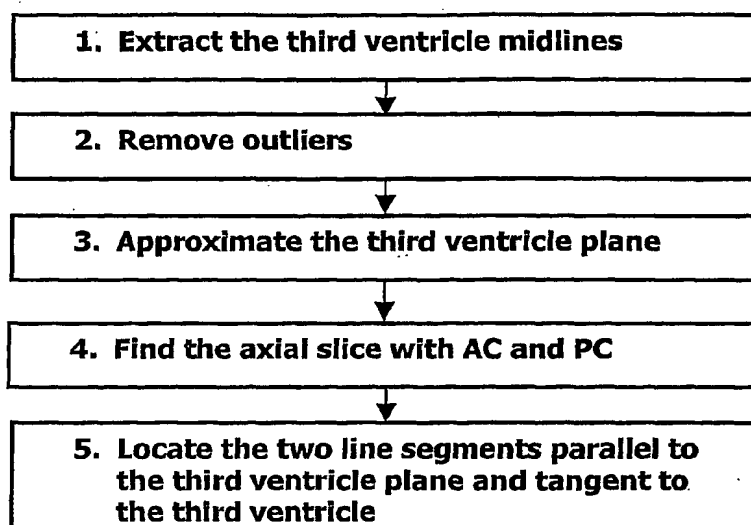 1. Extract the third ventricle midlines
2. Remove outliers
3. Approximate the third ventricle plane
4. Find the axial slice with AC and PC
5. Locate the two line segments parallel to
the third ventricle plane and tangent to
the third ventricle